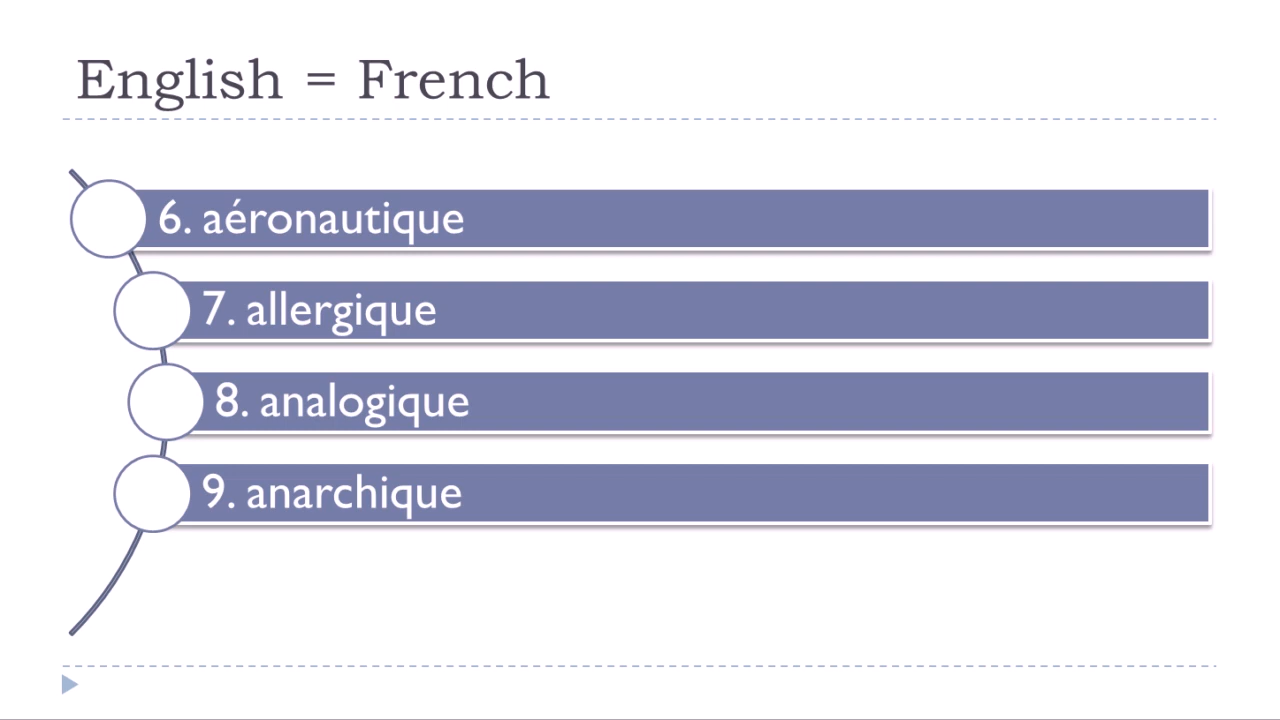 English = French
6. aéronautique
7. allergique
8. analogique
9. anarchique